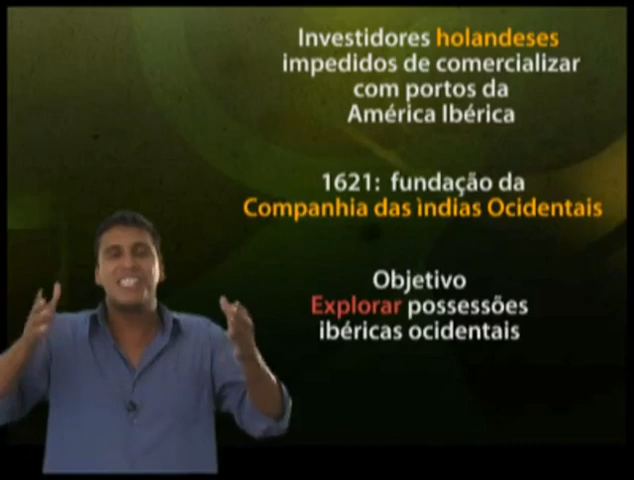 Investidores holandeses
impedidos de comercializar
com portos da
América Ibérica
1621: fundação da
Companhia das ìndias Ocidentais
Objetivo
Explorar possessões
ibéricas ocidentais